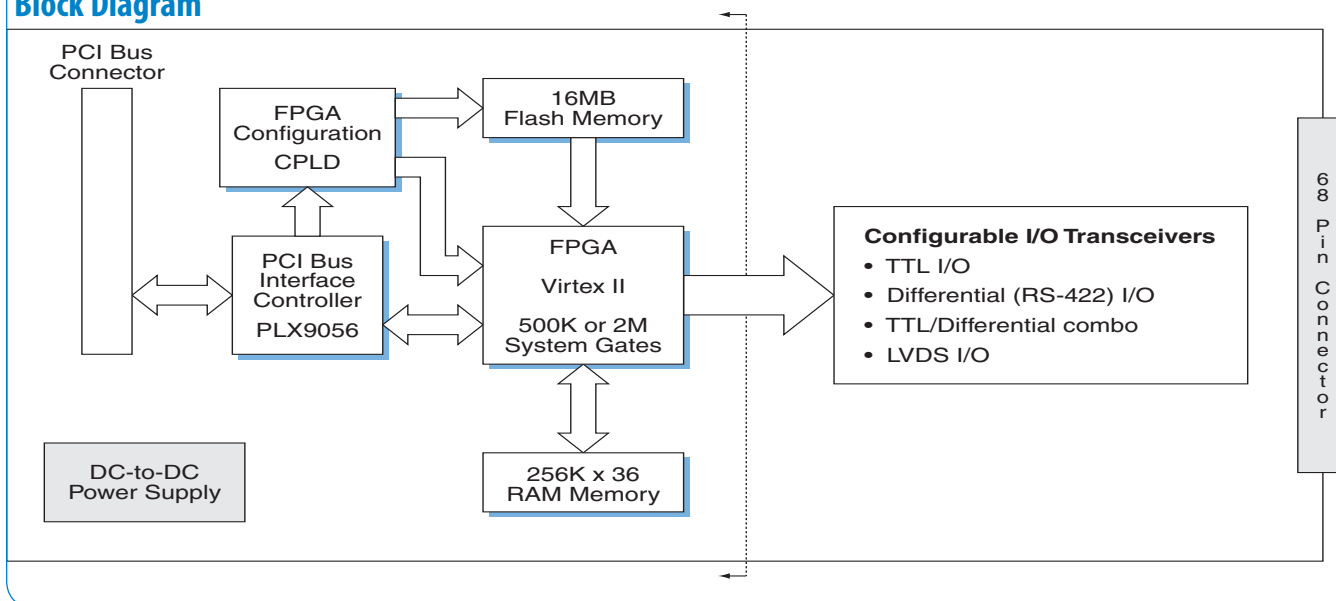 Block Diagram
PCI Bus
Connector
FPGA
Configuration
CPLD
16MB
Flash Memory
PCI Bus
Interface
Controller
PLX9056
FPGA
Virtex II
500K or 2M
System Gates
Configurable I/O Transceivers
• TTL I/O
• Differential (RS-422) I/O
• TTL/Differential combo
• LVDS I/O
68 Pin Connector
DC-to-DC
Power Supply
256K x 36
RAM Memory